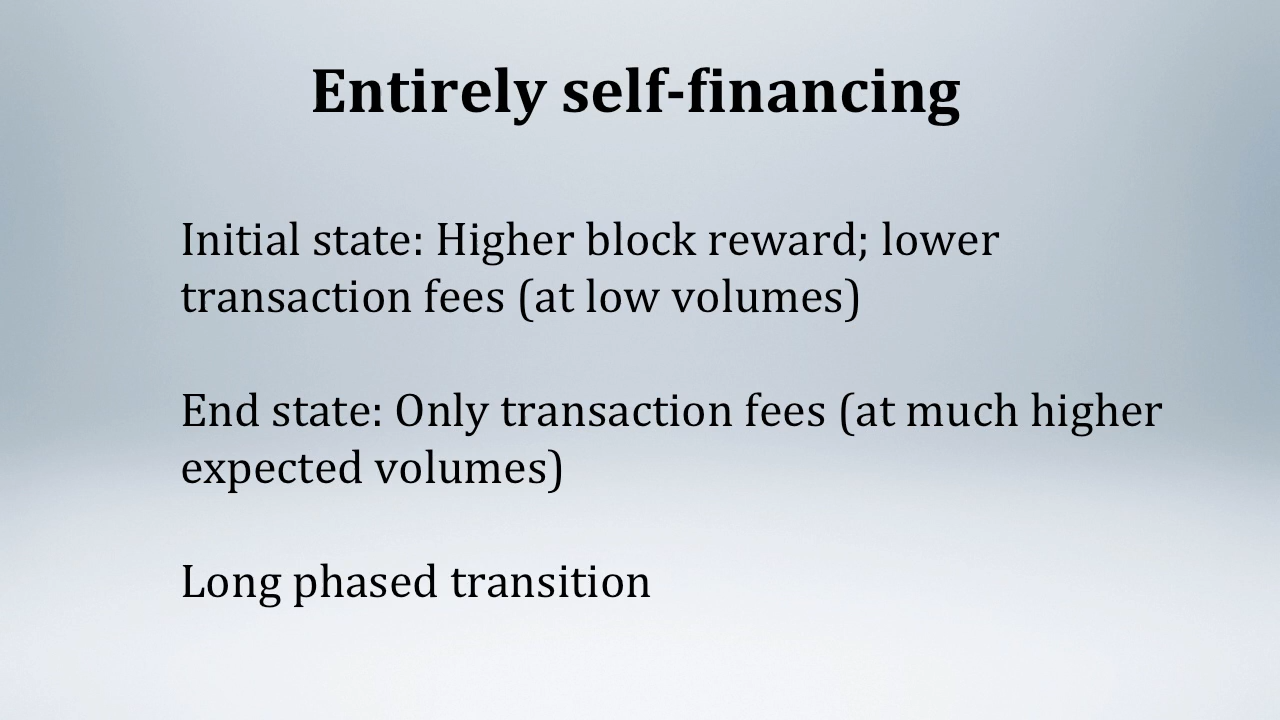 Entirely self-financing
Initial state: Higher block reward; lower
transaction fees (at low volumes)
End state: Only transaction fees (at much higher
expected volumes)
Long phased transition